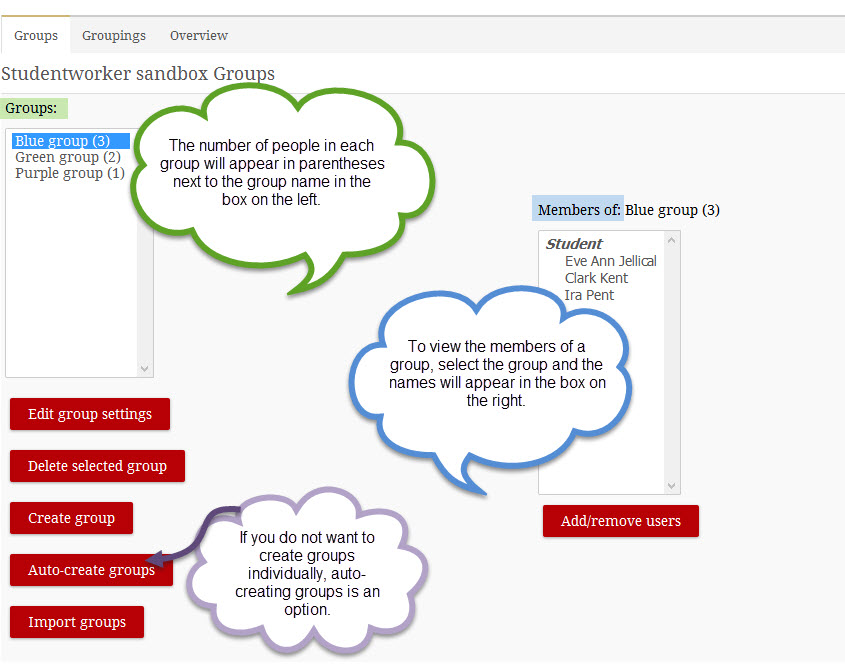 Groups Groupings Overview
Studentworker sandbox Groups
Groups:
Blue group (3)
Green group (2)
Purple group (1)
The number of people in each
group will appear in parentheses
next to the group name in the
box on the left.
Members of: Blue group (3)
Student
Eve Ann Jellical
Clark Kent
Ira Pent
To view the members of a
group, select the group and the
names will appear in the box on
the right.
Edit group settings
Delete selected group
Create group
Auto-create groups
Import groups
If you do not want to
create groups
individually, auto-
creating groups is an
option.
Add/remove users